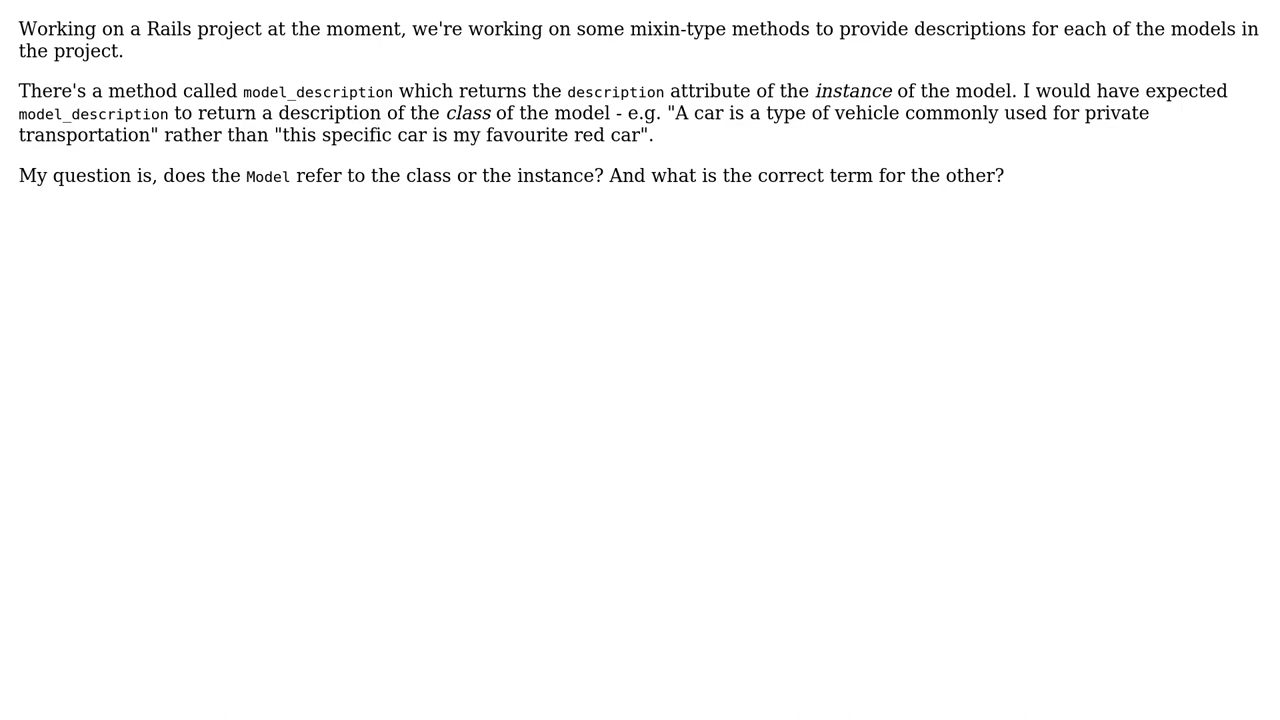 Working on a Rails project at the moment, we're working on some mixin-type methods to provide descriptions for each of the models in
the project.
There's a method called model_description which returns the description attribute of the instance of the model. I would have expected
model_description to return a description of the class of the model - e.g. "A car is a type of vehicle commonly used for private
transportation" rather than "this specific car is my favourite red car".
My question is, does the Model refer to the class or the instance? And what is the correct term for the other?